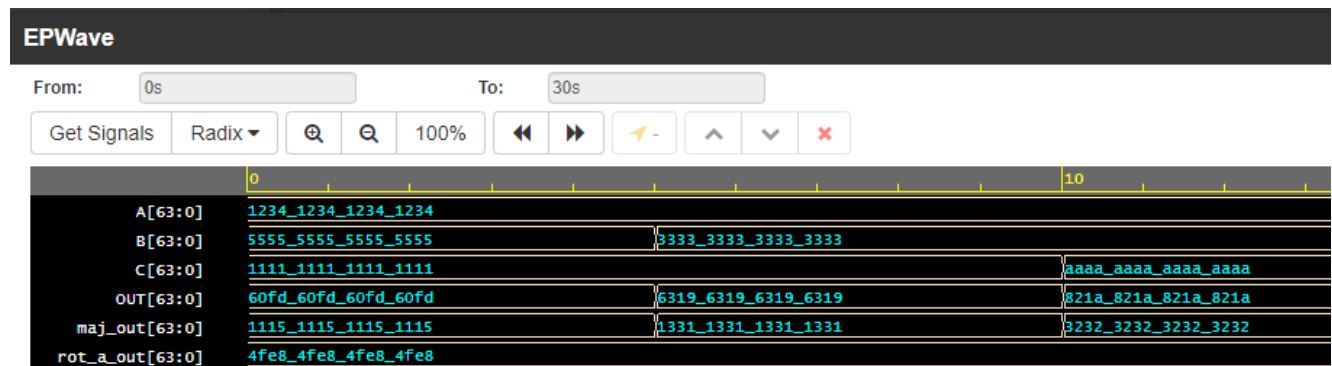 EPWave
From: 0s To: 30s
Get Signals Radix 100% -
0 10
A[63:0] 1234_1234_1234_1234
B[63:0] 5555_5555_5555_5555 3333_3333_3333_3333
C[63:0] 1111_1111_1111_1111 aaaa_aaaa_aaaa_aaaa
OUT[63:0] 60fd_60fd_60fd_60fd 6319_6319_6319_6319 821a_821a_821a_821a
maj_out[63:0] 1115_1115_1115_1115 1331_1331_1331_1331 3232_3232_3232_3232
rot_a_out[63:0] 4fe8_4fe8_4fe8_4fe8